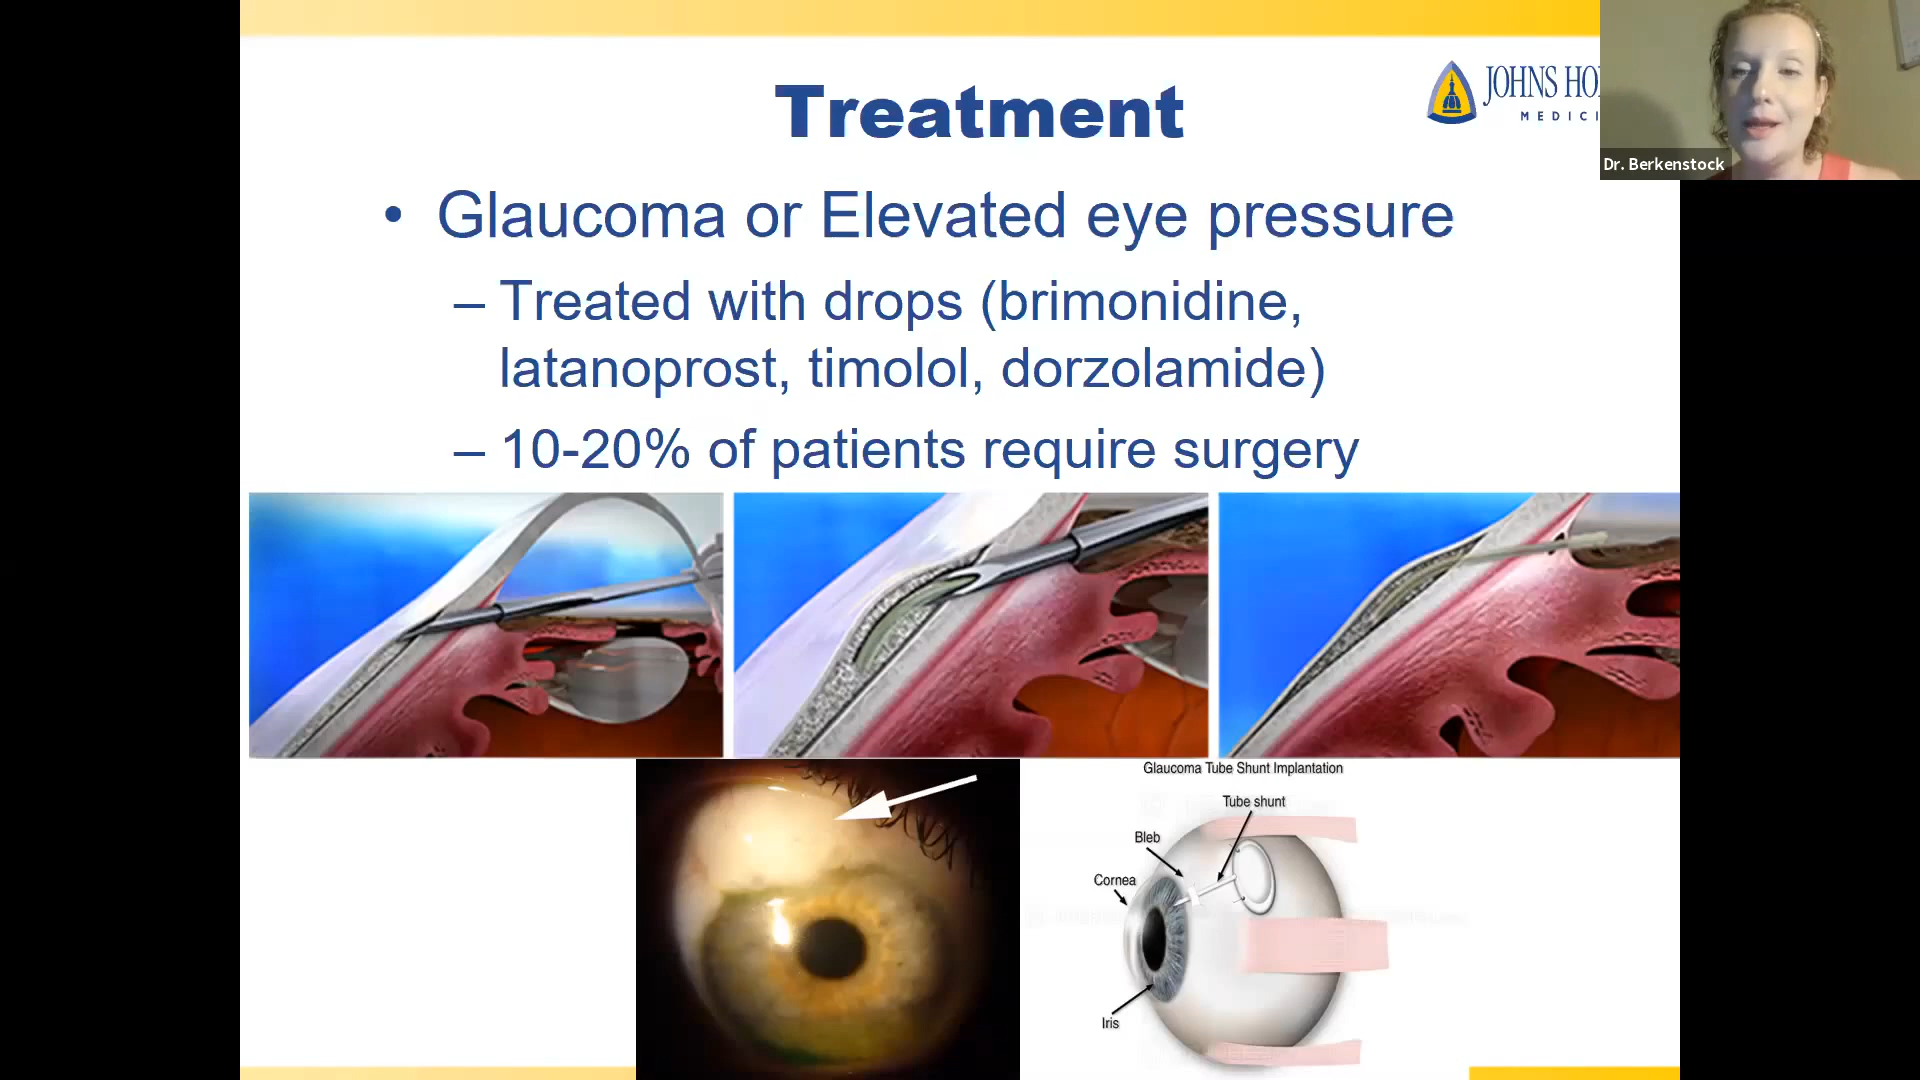 Treatment
JOHNS HO
MEDICI
Dr. Berkenstock
• Glaucoma or Elevated eye pressure
– Treated with drops (brimonidine,
latanoprost, timolol, dorzolamide)
– 10-20% of patients require surgery
Glaucoma Tube Shunt Implantation
Tube shunt
Bleb
Cornea
Iris